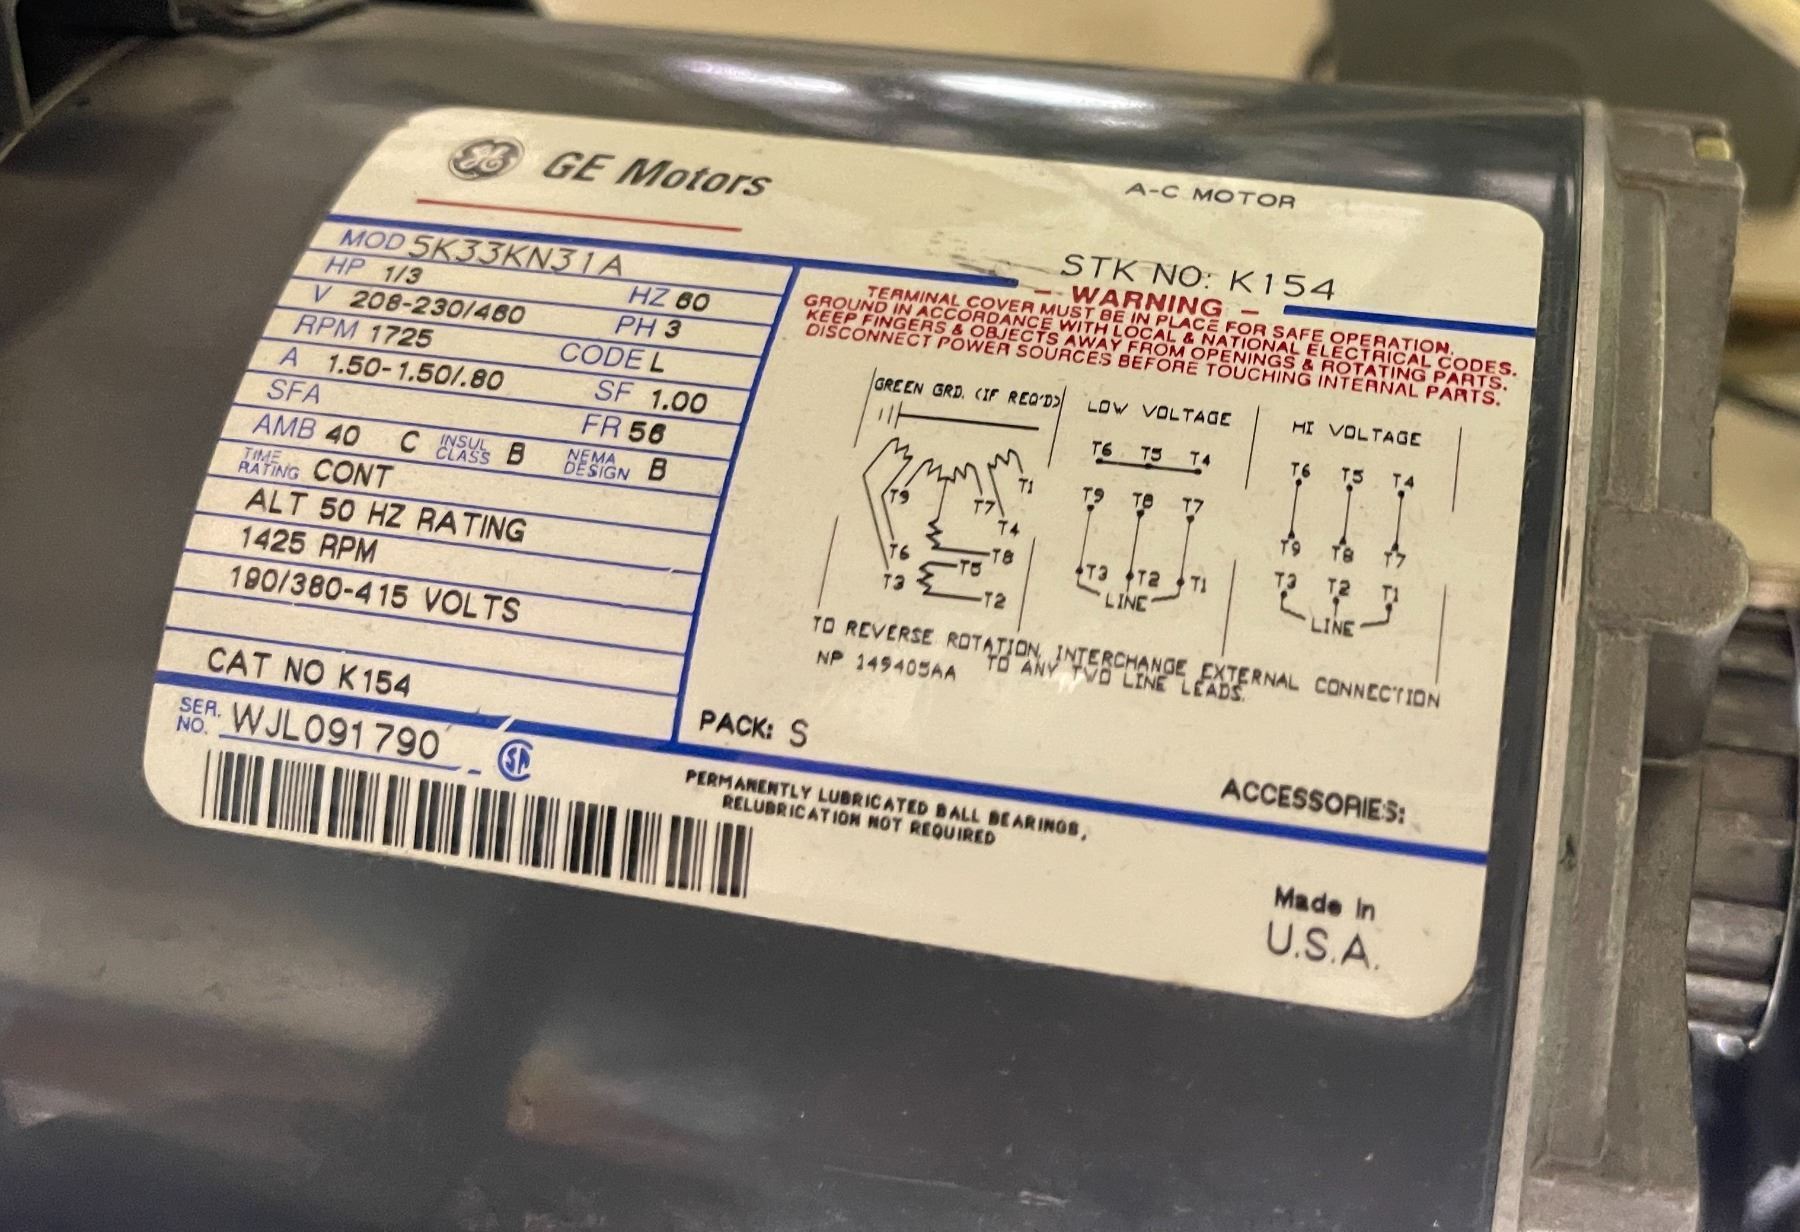 GE Motors
A-C MOTOR
MOD 5K33KN31A
STK NO: K154
HP 1/3 HZ 60
V 208-230/460 PH 3
RPM 1725 CODE L
A 1.50-1.50/.80 SF 1.00
SFA FR 56
AMB 40 C INSUL CLASS B NEMA DESIGN B
TIME RATING CONT
ALT 50 HZ RATING
1425 RPM
190/380-415 VOLTS
CAT NO K154
SER. NO. WJL091790
SA
- WARNING -
TERMINAL COVER MUST BE IN PLACE FOR SAFE OPERATION.
GROUND IN ACCORDANCE WITH LOCAL & NATIONAL ELECTRICAL CODES.
KEEP FINGERS & OBJECTS AWAY FROM OPENINGS & ROTATING PARTS.
DISCONNECT POWER SOURCES BEFORE TOUCHING INTERNAL PARTS.
GREEN GRD. (IF REQ'D)
T9 T7 T1
T4
T6 T8
T3 T5
T2
LOW VOLTAGE
T6 T5 T4
T9 T8 T7
T3 T2 T1
LINE
HI VOLTAGE
T6 T5 T4
T9 T8 T7
T3 T2 T1
LINE
TO REVERSE ROTATION, INTERCHANGE EXTERNAL CONNECTION
NP 149405AA TO ANY TWO LINE LEADS.
PACK: S
ACCESSORIES:
PERMANENTLY LUBRICATED BALL BEARINGS,
RELUBRICATION NOT REQUIRED
Made In
U.S.A.